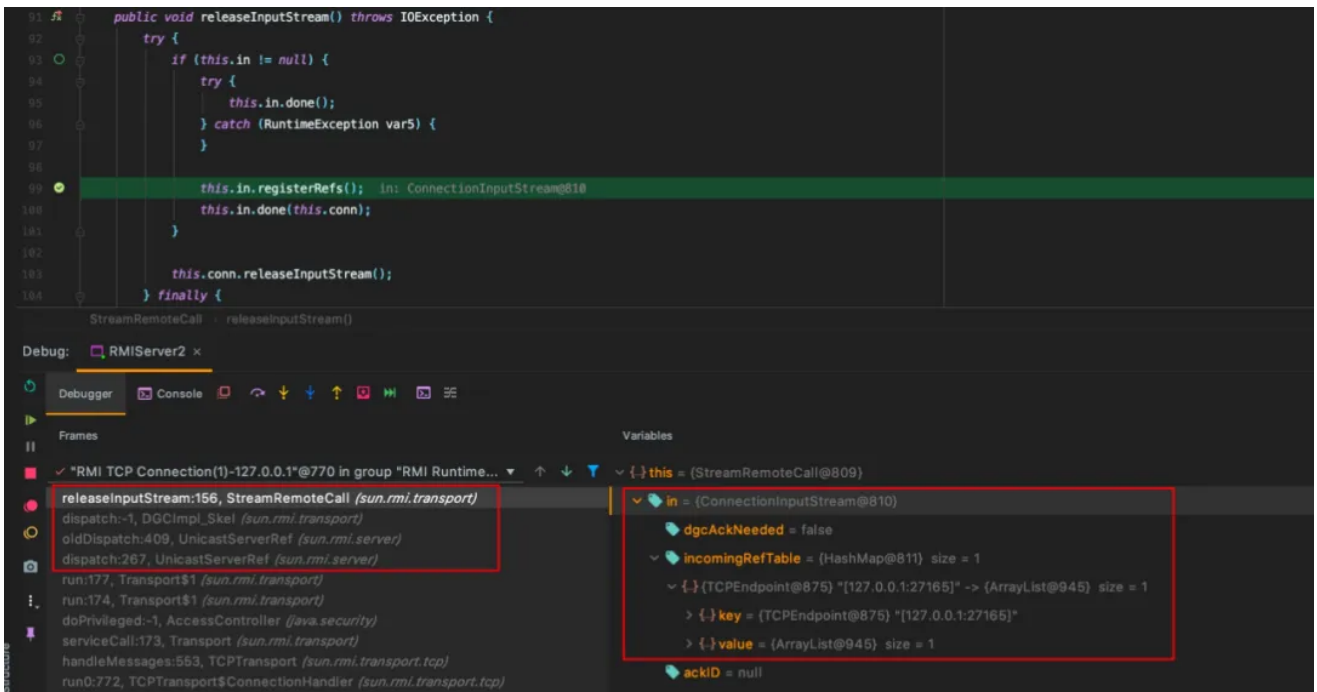 91 public void releaseInputStream() throws IOException {
92 try {
93 if (this.in != null) {
94 try {
95 this.in.done();
96 } catch (RuntimeException var5) {
97 }
98
99 this.in.registerRefs(); in: ConnectionInputStream@810
100 this.in.done(this.conn);
101 }
102
103 this.conn.releaseInputStream();
104 } finally {
StreamRemoteCall › releaseInputStream()
Debug: RMIServer2 ×
Debugger Console
Frames
Variables
"RMI TCP Connection(1)-127.0.0.1"@770 in group "RMI Runtime...
this = {StreamRemoteCall@809}
releaseInputStream:156, StreamRemoteCall (sun.rmi.transport)
in = {ConnectionInputStream@810}
dispatch:-1, DGCImpl_Skel (sun.rmi.transport)
dgcAckNeeded = false
oldDispatch:409, UnicastServerRef (sun.rmi.server)
dispatch:267, UnicastServerRef (sun.rmi.server)
incomingRefTable = {HashMap@811} size = 1
run:177, Transport$1 (sun.rmi.transport)
{TCPEndpoint@875} "[127.0.0.1:27165]" -> {ArrayList@945} size = 1
run:174, Transport$1 (sun.rmi.transport)
key = {TCPEndpoint@875} "[127.0.0.1:27165]"
doPrivileged:-1, AccessController (java.security)
serviceCall:173, Transport (sun.rmi.transport)
value = {ArrayList@945} size = 1
handleMessages:553, TCPTransport (sun.rmi.transport.tcp)
ackID = null
run0:772, TCPTransport$ConnectionHandler (sun.rmi.transport.tcp)